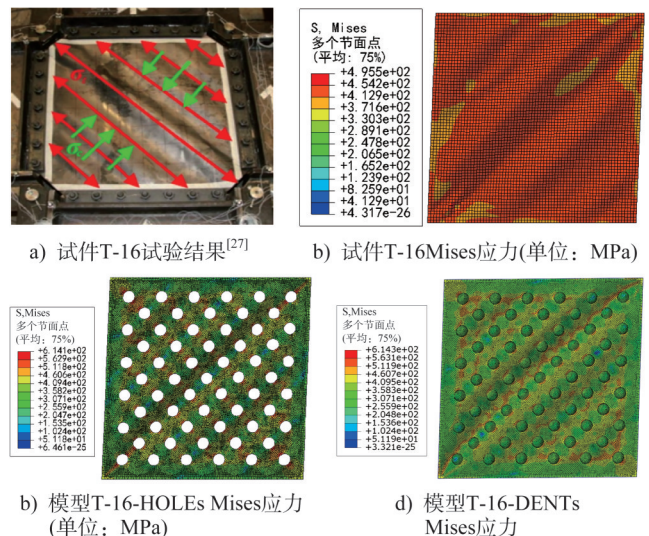 σ
σc
a) 试件T-16试验结果[27]
S, Mises
多个节点
(平均: 75%)
+4.955e+02
+4.542e+02
+4.129e+02
+3.716e+02
+3.303e+02
+2.891e+02
+2.478e+02
+2.065e+02
+1.652e+02
+1.239e+02
+8.259e+01
+4.129e+01
+4.317e-26
b) 试件T-16Mises应力(单位：MPa)
S,Mises
多个节面点
(平均: 75%)
+6.141e+02
+5.629e+02
+5.118e+02
+4.606e+02
+4.094e+02
+3.582e+02
+3.071e+02
+2.559e+02
+2.047e+02
+1.535e+02
+1.024e+02
+5.118e+01
+6.461e-25
b) 模型T-16-HOLEs Mises应力
(单位：MPa)
S,Mises
多个节面点
(平均: 75%)
+6.143e+02
+5.631e+02
+5.119e+02
+4.607e+02
+4.095e+02
+3.583e+02
+3.071e+02
+2.559e+02
+2.048e+02
+1.536e+02
+1.024e+02
+5.119e+01
+3.321e-25
d) 模型T-16-DENTs
Mises应力